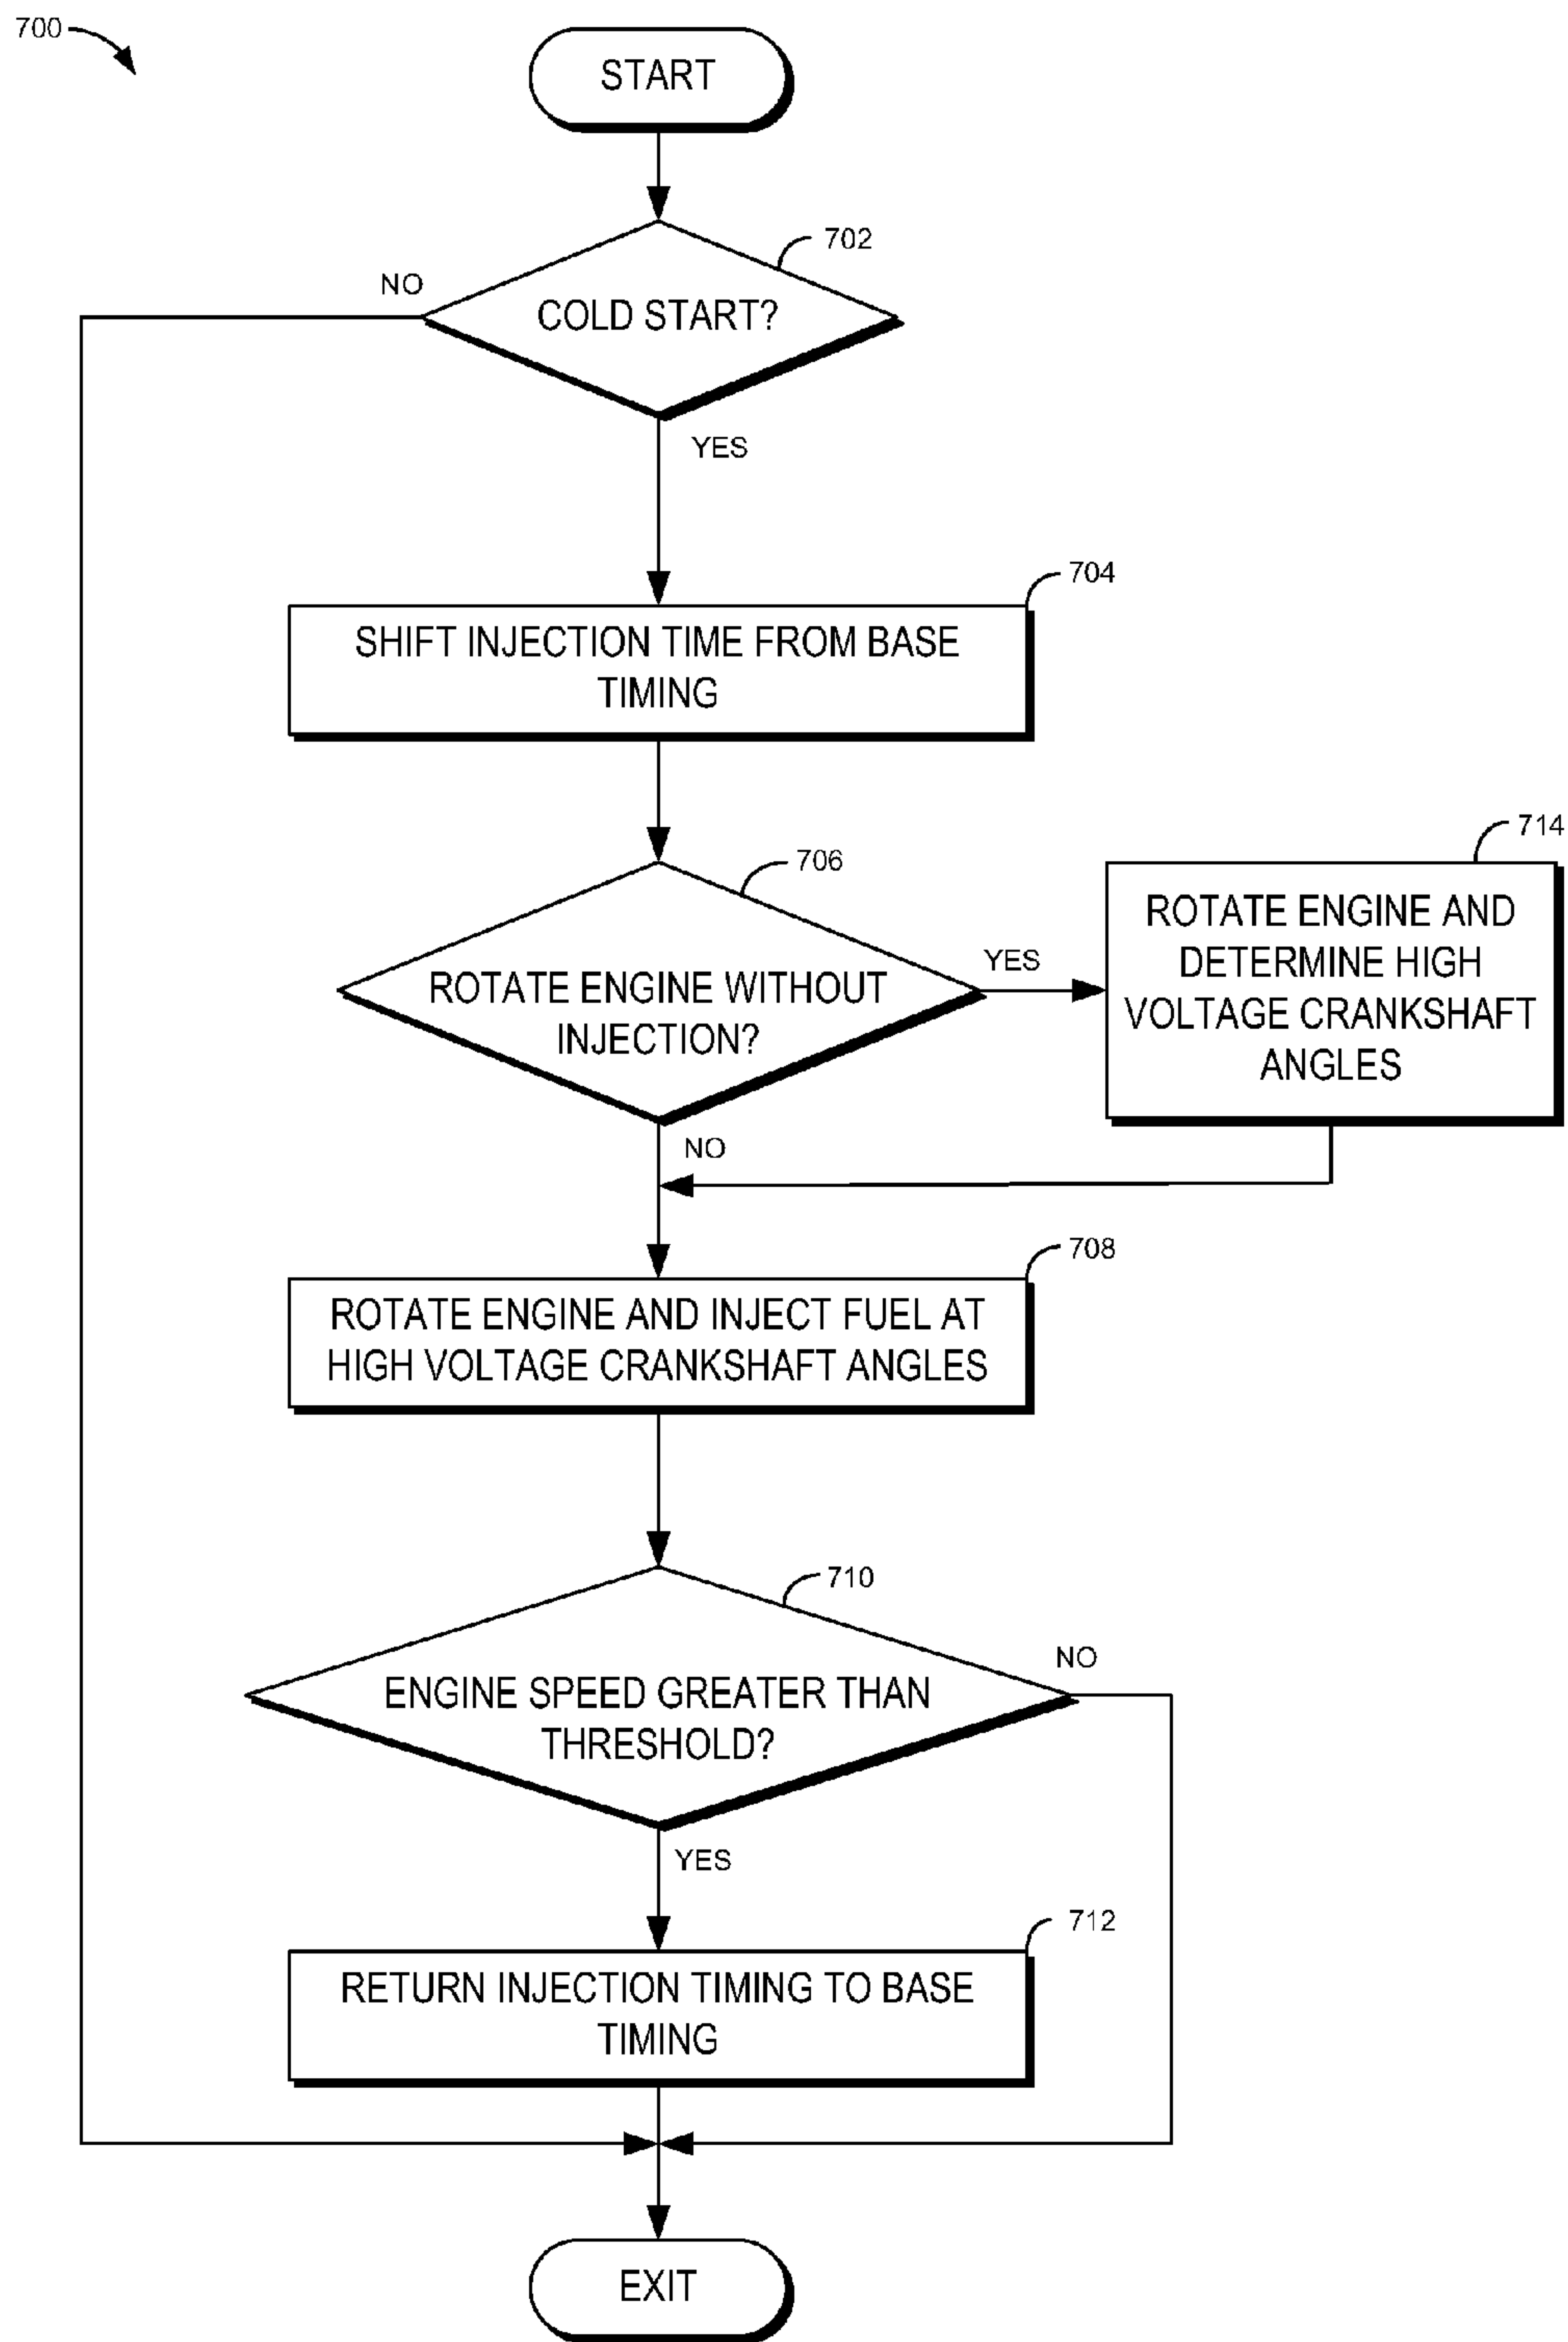 700
START
702
NO
COLD START?
YES
704
SHIFT INJECTION TIME FROM BASE
TIMING
714
706
ROTATE ENGINE WITHOUT
INJECTION?
YES
ROTATE ENGINE AND
DETERMINE HIGH
VOLTAGE CRANKSHAFT
ANGLES
NO
708
ROTATE ENGINE AND INJECT FUEL AT
HIGH VOLTAGE CRANKSHAFT ANGLES
710
NO
ENGINE SPEED GREATER THAN
THRESHOLD?
YES
712
RETURN INJECTION TIMING TO BASE
TIMING
EXIT